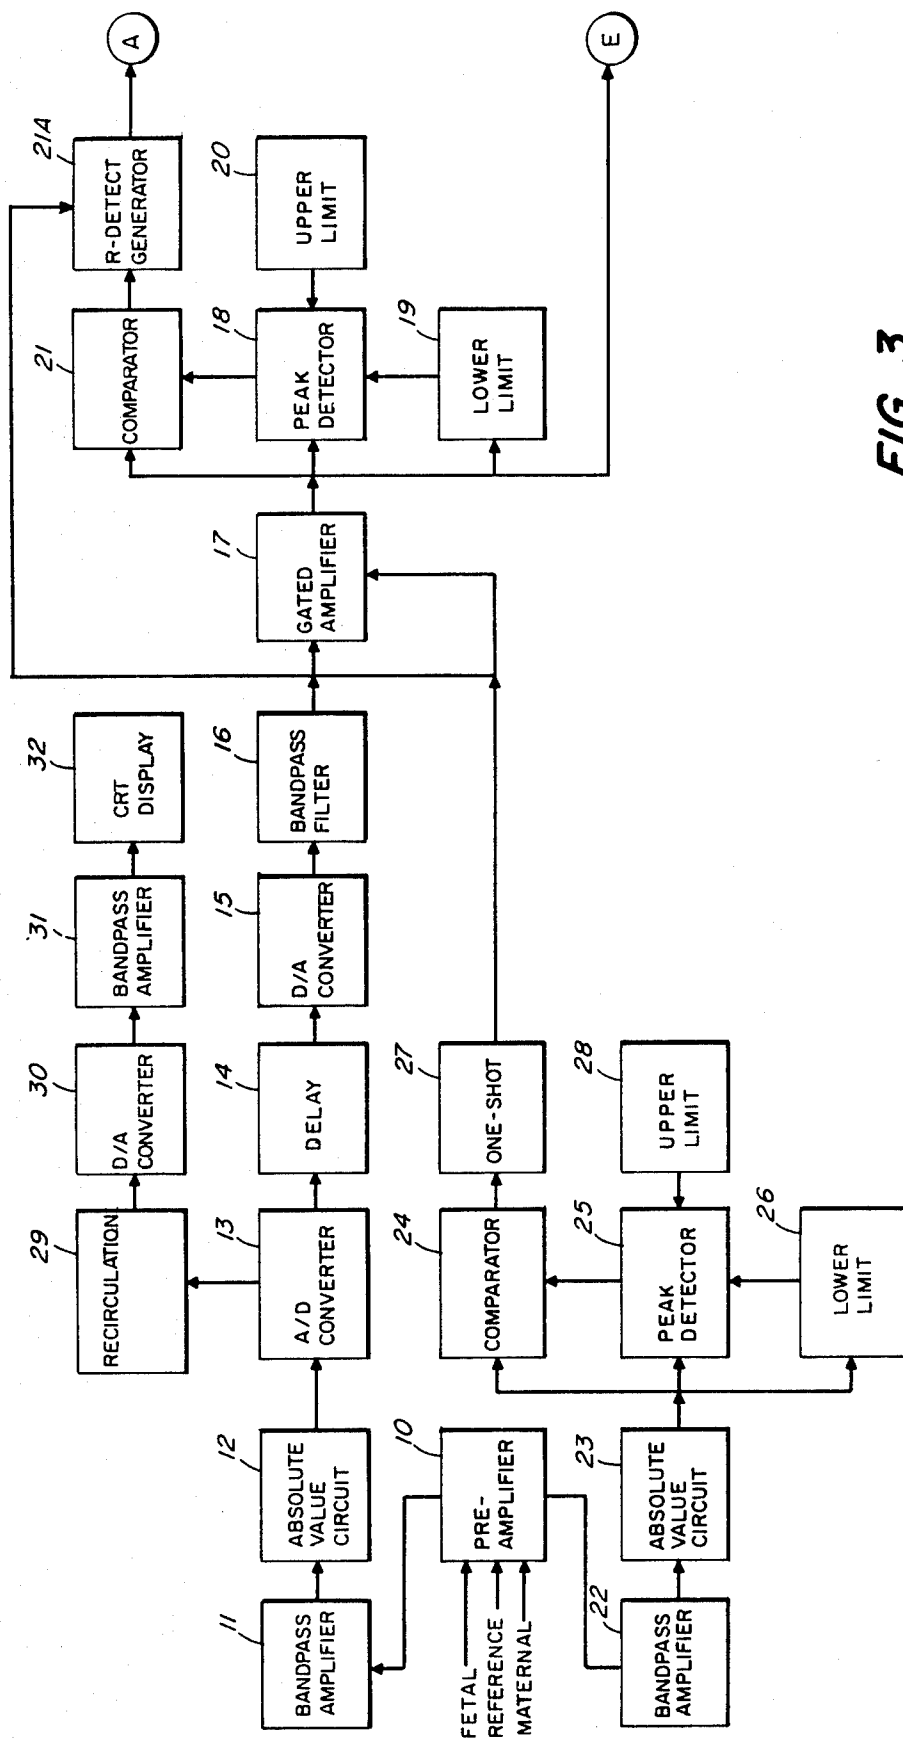 A
E
21A
R-DETECT
GENERATOR
20
UPPER
LIMIT
21
COMPARATOR
18
PEAK
DETECTOR
19
LOWER
LIMIT
17
GATED
AMPLIFIER
32
CRT
DISPLAY
16
BANDPASS
FILTER
31
BANDPASS
AMPLIFIER
15
D/A
CONVERTER
30
D/A
CONVERTER
14
DELAY
27
ONE-SHOT
28
UPPER
LIMIT
29
RECIRCULATION
13
A/D
CONVERTER
24
COMPARATOR
25
PEAK
DETECTOR
26
LOWER
LIMIT
12
ABSOLUTE
VALUE
CIRCUIT
10
PRE-
AMPLIFIER
23
ABSOLUTE
VALUE
CIRCUIT
11
BANDPASS
AMPLIFIER
FETAL
REFERENCE
MATERNAL
22
BANDPASS
AMPLIFIER
FIG. 3